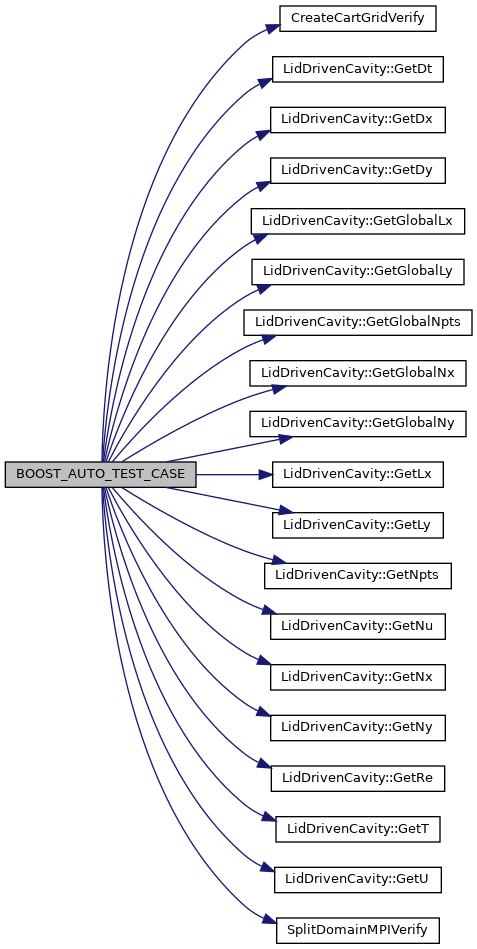 CreateCartGridVerify
LidDrivenCavity::GetDt
LidDrivenCavity::GetDx
LidDrivenCavity::GetDy
LidDrivenCavity::GetGlobalLx
LidDrivenCavity::GetGlobalLy
LidDrivenCavity::GetGlobalNpts
LidDrivenCavity::GetGlobalNx
LidDrivenCavity::GetGlobalNy
BOOST_AUTO_TEST_CASE
LidDrivenCavity::GetLx
LidDrivenCavity::GetLy
LidDrivenCavity::GetNpts
LidDrivenCavity::GetNu
LidDrivenCavity::GetNx
LidDrivenCavity::GetNy
LidDrivenCavity::GetRe
LidDrivenCavity::GetT
LidDrivenCavity::GetU
SplitDomainMPIVerify